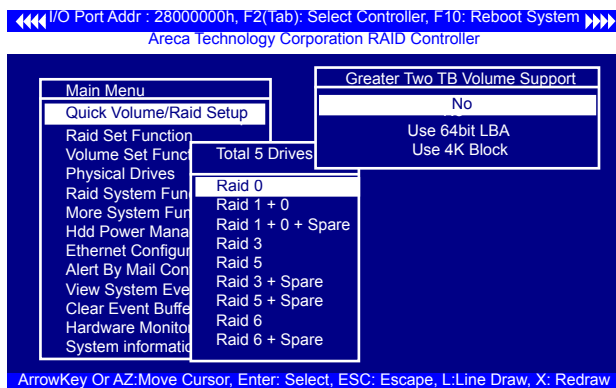 I/O Port Addr : 28000000h, F2(Tab): Select Controller, F10: Reboot System
Areca Technology Corporation RAID Controller
Main Menu
Quick Volume/Raid Setup
Raid Set Function
Volume Set Funct
Physical Drives
Raid System Fun
More System Fun
Hdd Power Mana
Ethernet Configur
Alert By Mail Con
View System Eve
Clear Event Buffe
Hardware Monito
System informatio
Total 5 Drives
Raid 0
Raid 1 + 0
Raid 1 + 0 + Spare
Raid 3
Raid 5
Raid 3 + Spare
Raid 5 + Spare
Raid 6
Raid 6 + Spare
Greater Two TB Volume Support
No
Use 64bit LBA
Use 4K Block
ArrowKey Or AZ:Move Cursor, Enter: Select, ESC: Escape, L:Line Draw, X: Redraw